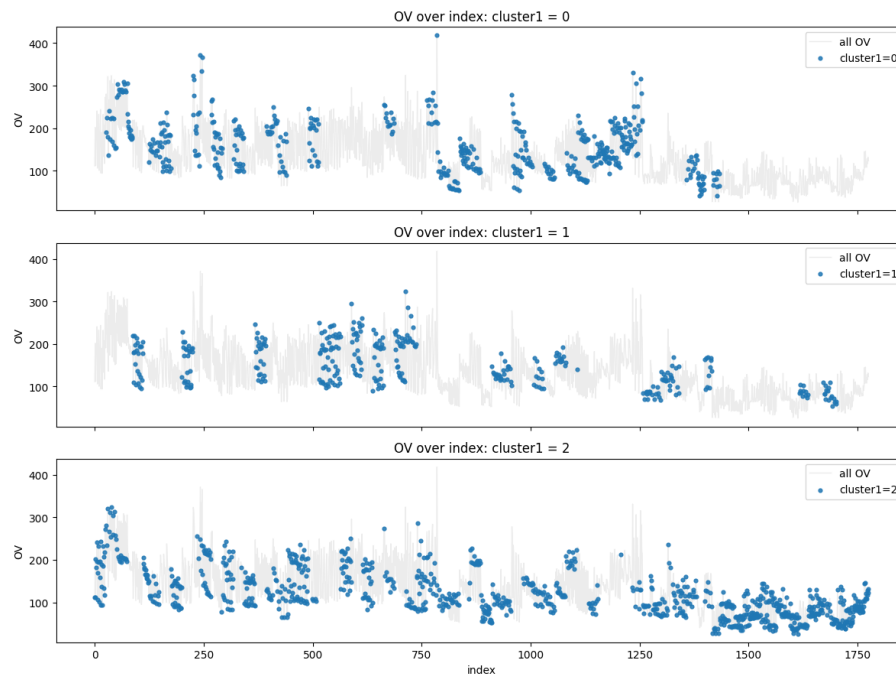 OV over index: cluster1 = 0
400
300
200
100
OV
all OV
cluster1=0
OV over index: cluster1 = 1
400
300
200
100
OV
all OV
cluster1=1
OV over index: cluster1 = 2
400
300
200
100
OV
all OV
cluster1=2
0 250 500 750 1000 1250 1500 1750
index